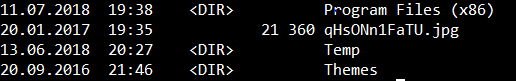 11.07.2018 19:38 <DIR> Program Files (x86)
20.01.2017 19:35 21 360 qHsONn1FaTU.jpg
13.06.2018 20:27 <DIR> Temp
20.09.2016 21:46 <DIR> Themes